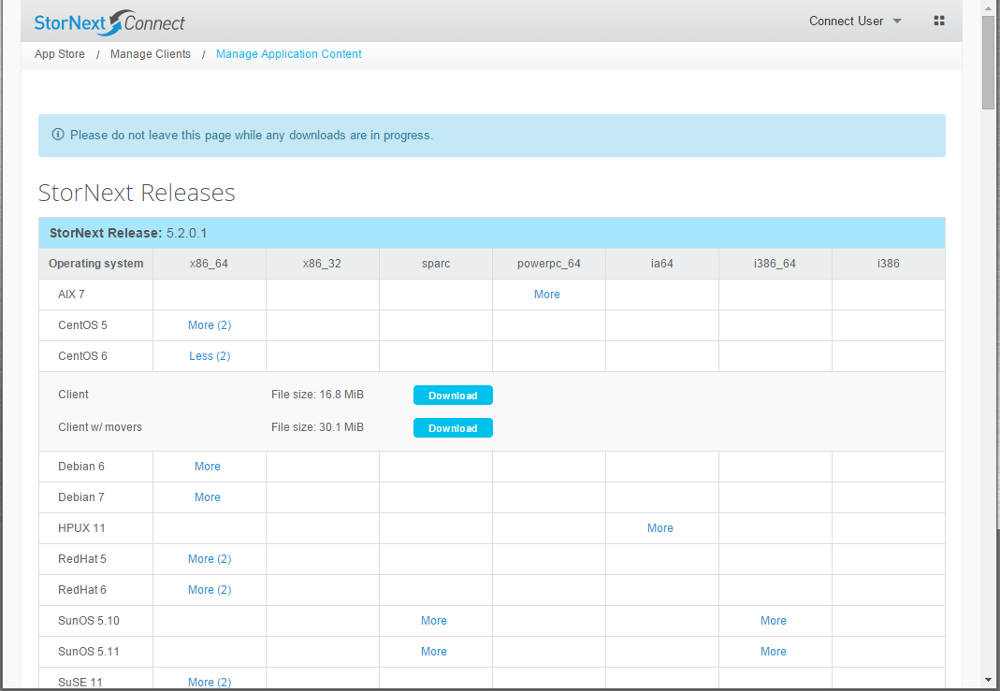 StorNext Connect Connect User
App Store / Manage Clients / Manage Application Content
Please do not leave this page while any downloads are in progress.
StorNext Releases
StorNext Release: 5.2.0.1
Operating system x86_64 x86_32 sparc powerpc_64 ia64 i386_64 i386
AIX 7 More
CentOS 5 More (2)
CentOS 6 Less (2)
Client File size: 16.8 MiB Download
Client w/ movers File size: 30.1 MiB Download
Debian 6 More
Debian 7 More
HPUX 11 More
RedHat 5 More (2)
RedHat 6 More (2)
SunOS 5.10 More More
SunOS 5.11 More More
SuSE 11 More (2)